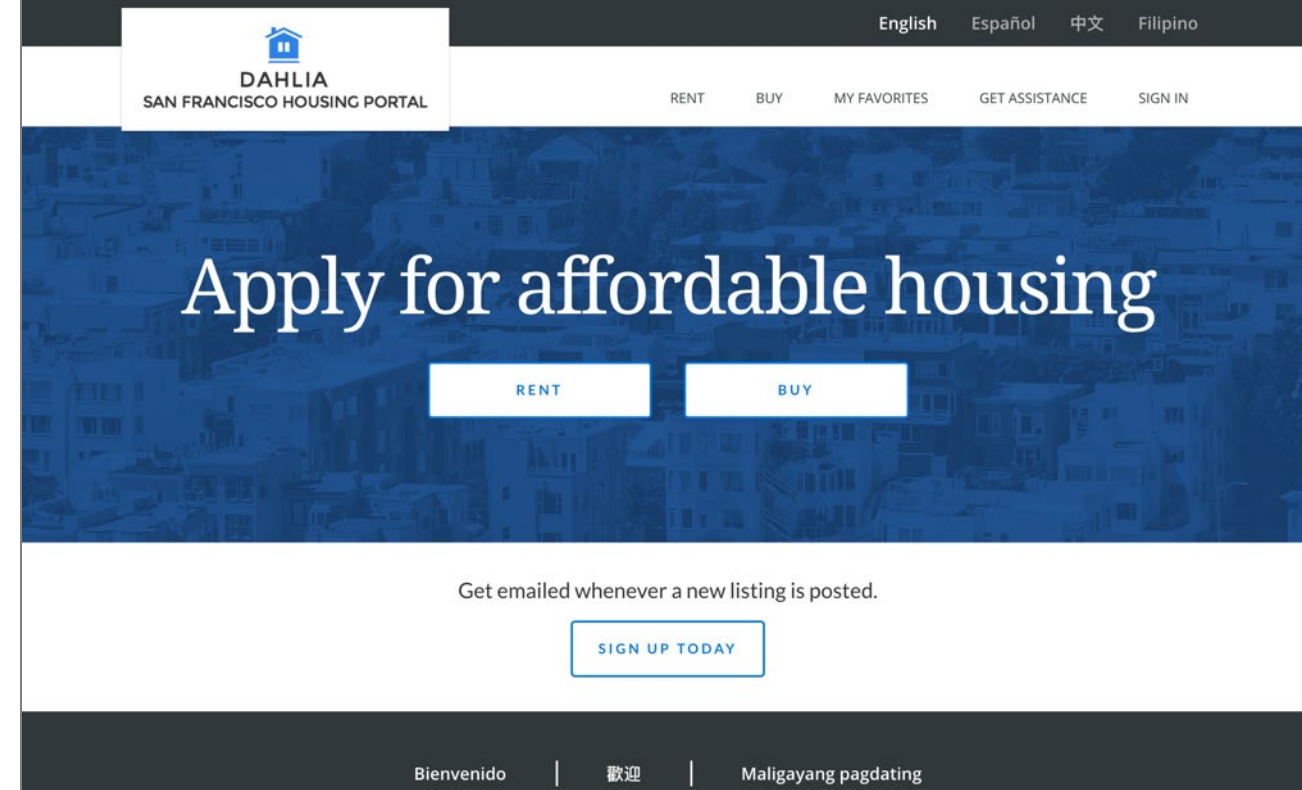 English Español 中文 Filipino
DAHLIA
SAN FRANCISCO HOUSING PORTAL
RENT BUY MY FAVORITES GET ASSISTANCE SIGN IN
Apply for affordable housing
RENT BUY
Get emailed whenever a new listing is posted.
SIGN UP TODAY
Bienvenido | 歡迎 | Maligayang pagdating